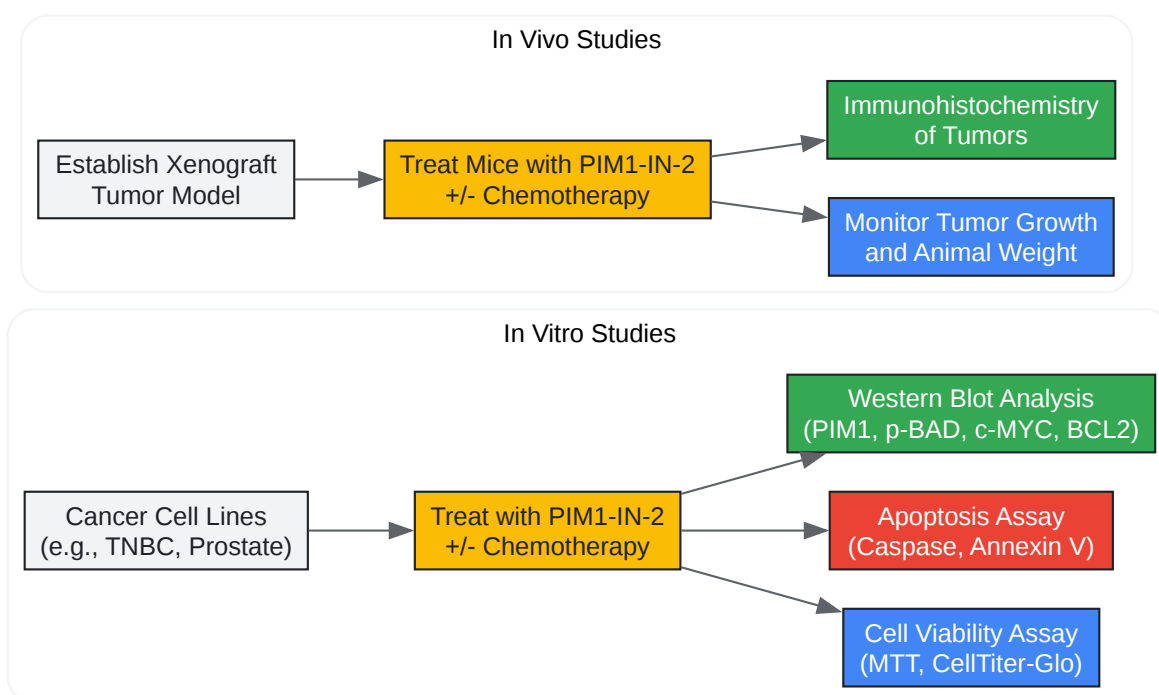 In Vivo Studies
Establish Xenograft
Tumor Model
Treat Mice with PIM1-IN-2
+/- Chemotherapy
Immunohistochemistry
of Tumors
Monitor Tumor Growth
and Animal Weight
In Vitro Studies
Cancer Cell Lines
(e.g., TNBC, Prostate)
Treat with PIM1-IN-2
+/- Chemotherapy
Western Blot Analysis
(PIM1, p-BAD, c-MYC, BCL2)
Apoptosis Assay
(Caspase, Annexin V)
Cell Viability Assay
(MTT, CellTiter-Glo)